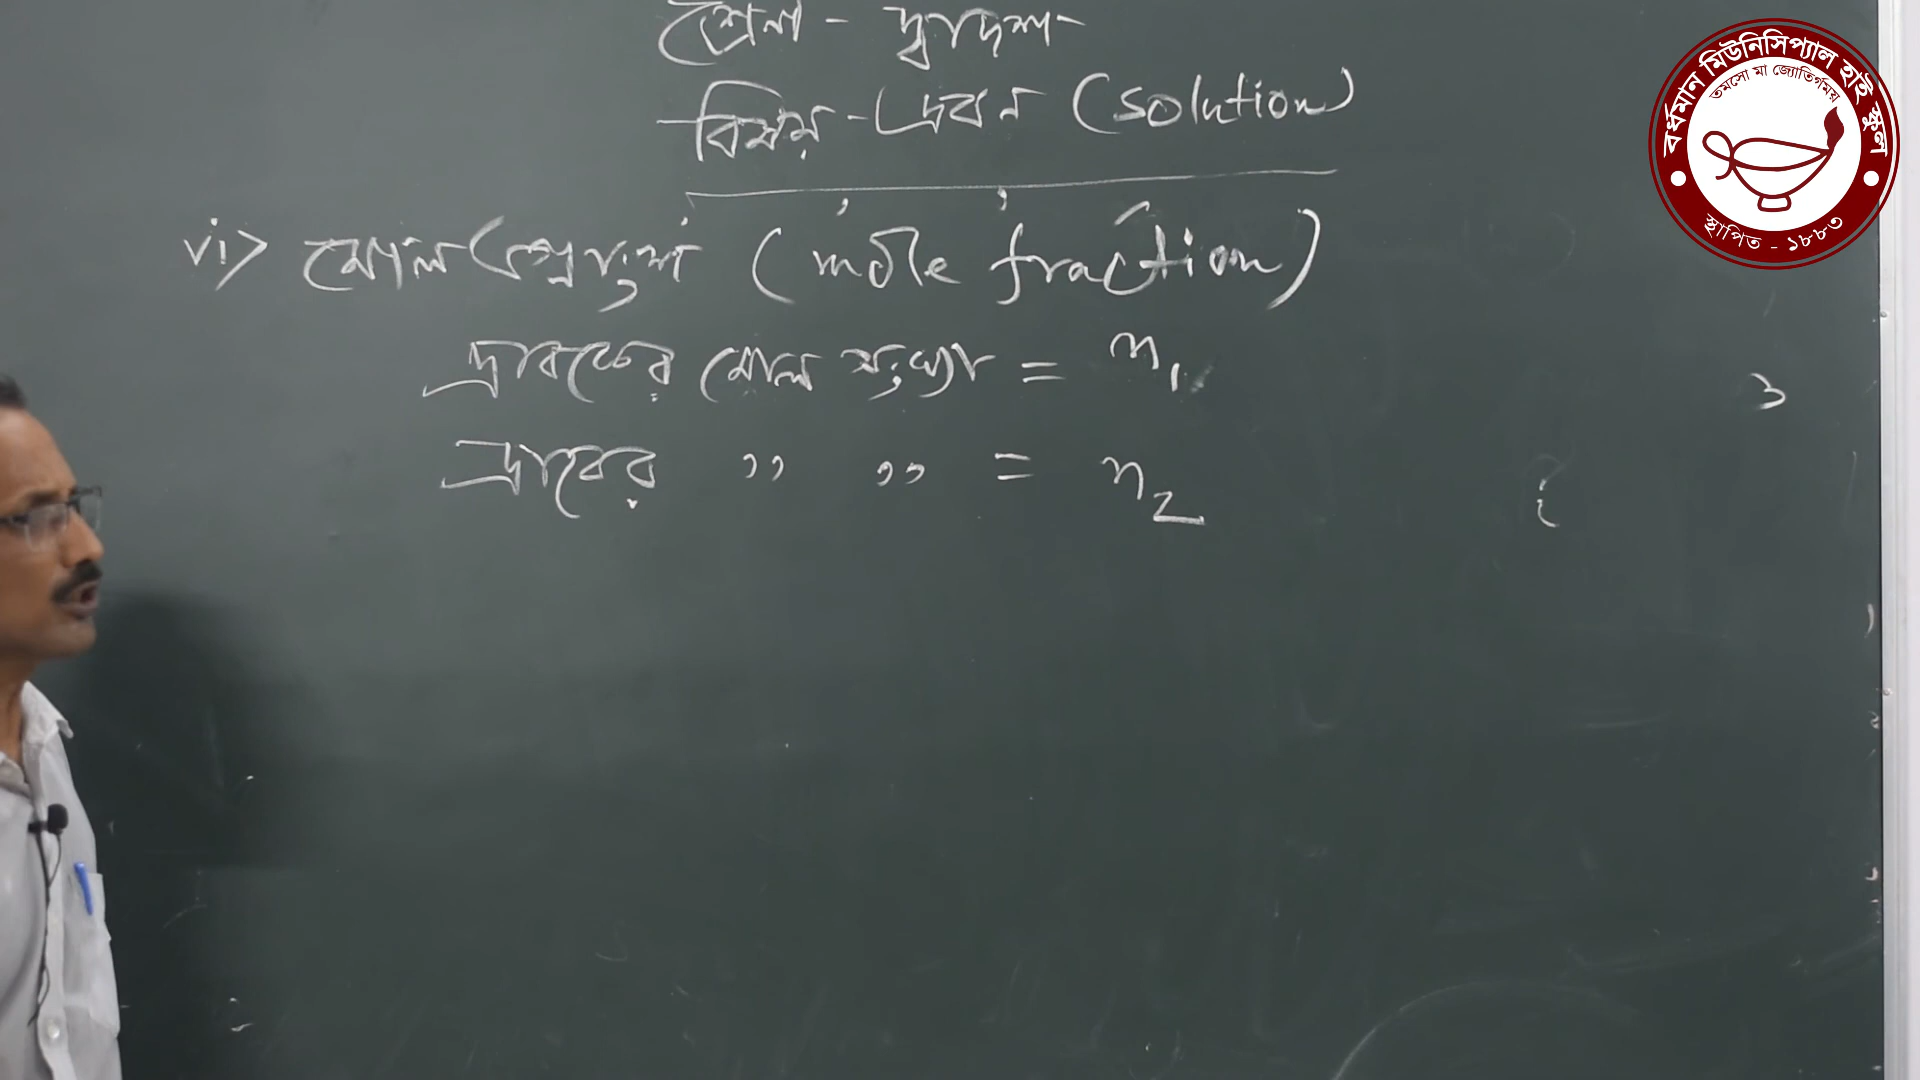 শ্রেণী - দ্বাদশ
বিষয় - দ্রবণ (solution)
vi> মোল ভগ্নাংশ (mole fraction)
দ্রাবকের মোল সংখ্যা = n₁
দ্রাবের ,, ,, = n₂
বর্ধমান মিউনিসিপ্যাল হাই স্কুল
তমসো মা জ্যোতির্গময়
স্থাপিত - ১৮৮৩